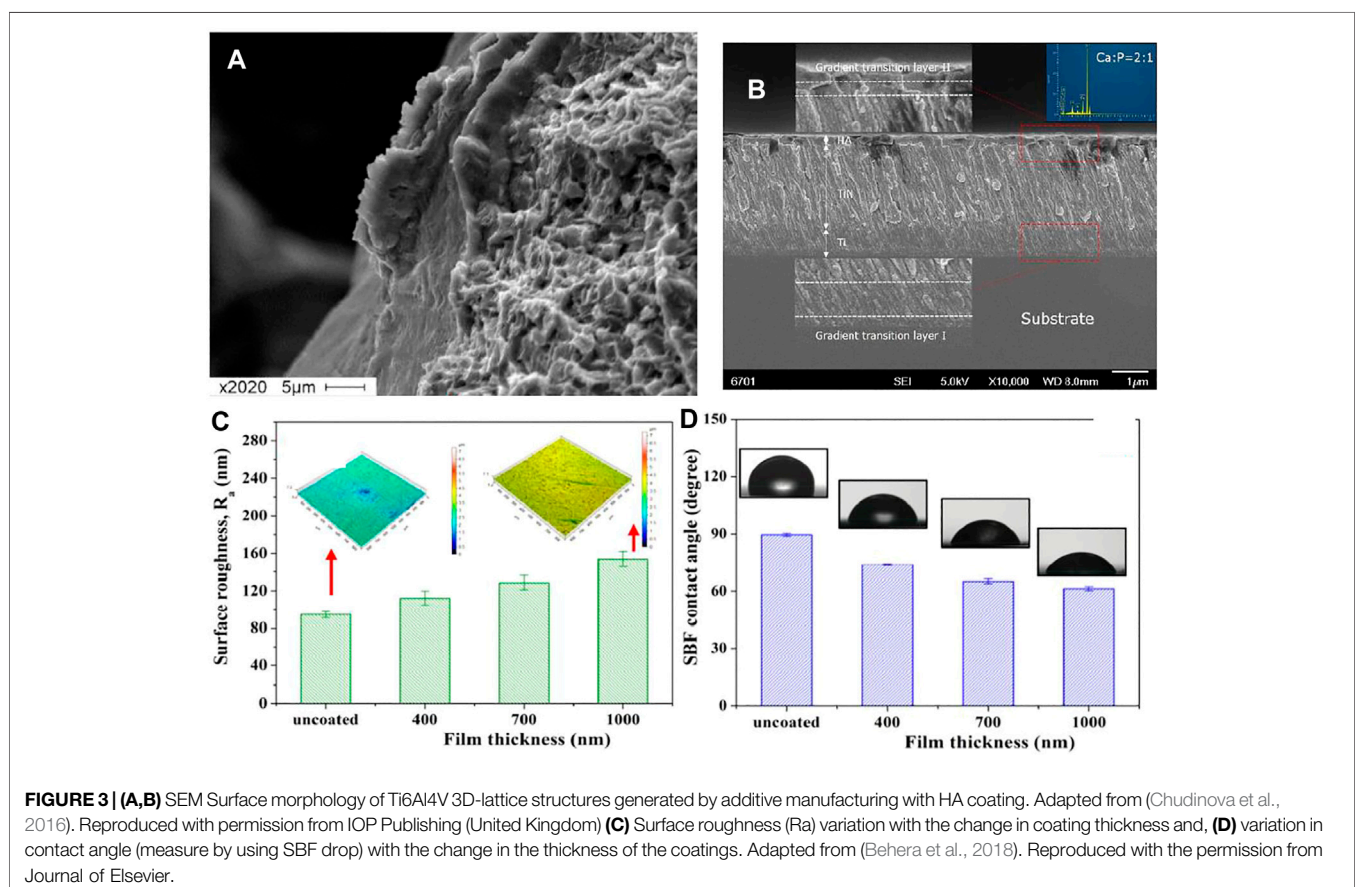 A
x2020 5µm
B
Gradient transition layer II
Ca:P=2:1
HA
TiN
Ti
Substrate
Gradient transition layer I
6701 SEI 5.0kV X10,000 WD 8.0mm 1µm
C
Surface roughness, Ra (nm)
280
240
200
160
120
80
40
0
uncoated 400 700 1000
Film thickness (nm)
D
SBF contact angle (degree)
150
120
90
60
30
0
uncoated 400 700 1000
Film thickness (nm)
FIGURE 3 | (A,B) SEM Surface morphology of Ti6Al4V 3D-lattice structures generated by additive manufacturing with HA coating. Adapted from (Chudinova et al.,
2016). Reproduced with permission from IOP Publishing (United Kingdom) (C) Surface roughness (Ra) variation with the change in coating thickness and, (D) variation in
contact angle (measure by using SBF drop) with the change in the thickness of the coatings. Adapted from (Behera et al., 2018). Reproduced with the permission from
Journal of Elsevier.